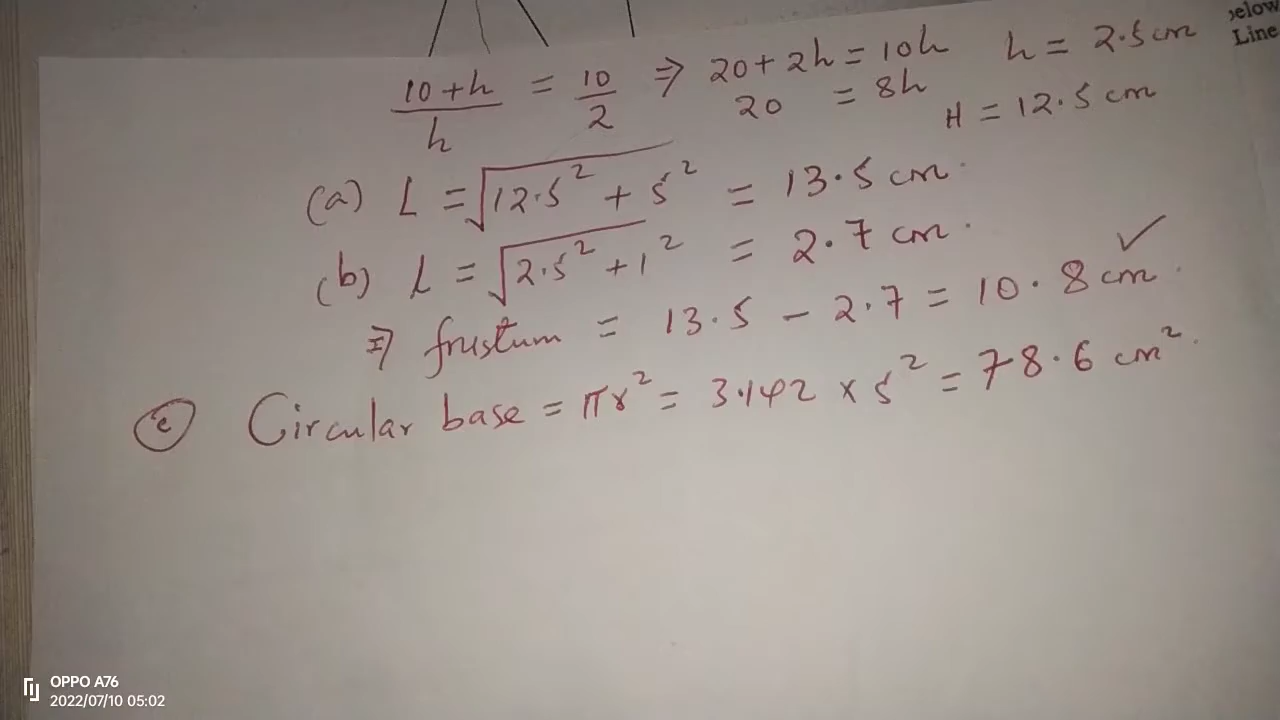 below
Line
10 + h / h = 10 / 2 ⇒ 20 + 2h = 10h h = 2.5 cm
20 = 8h H = 12.5 cm
(a) L = √12.5² + 5² = 13.5 cm.
(b) L = √2.5² + 1² = 2.7 cm.
⇒ frustum = 13.5 - 2.7 = 10.8 cm. ✓
(c) Circular base = πr² = 3.142 × 5² = 78.6 cm².
OPPO A76
2022/07/10 05:02